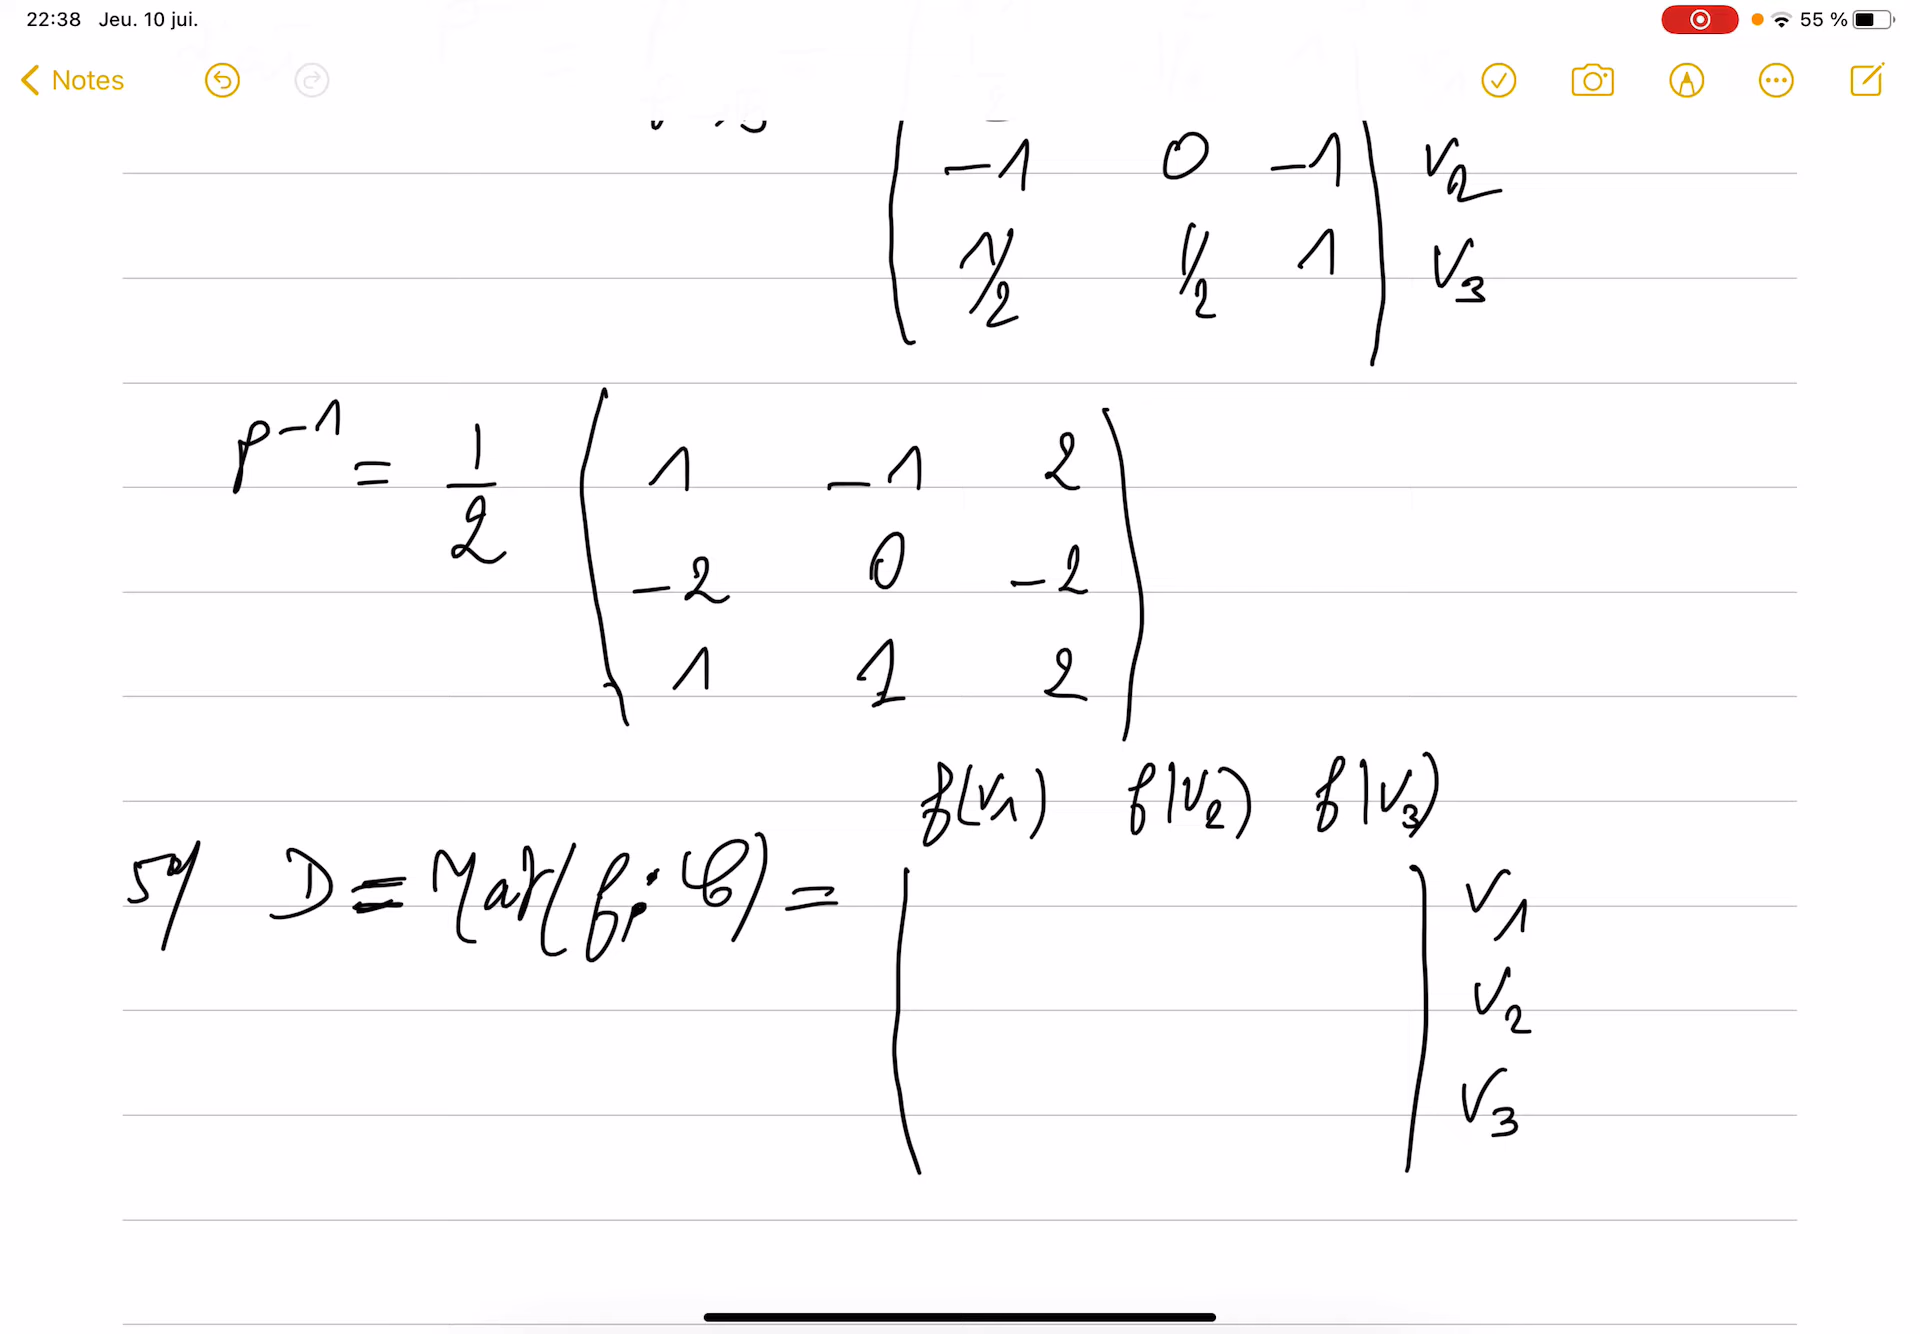 22:38 Jeu. 10 jui. 55 %
Notes
-1 0 -1 v2
1/2 1/2 1 v3
P-1 = 1/2 ( 1 -1 2
-2 0 -2
1 1 2 )
f(v1) f(v2) f(v3)
5°/ D = Mat(f; C) = ( ) v1
v2
v3